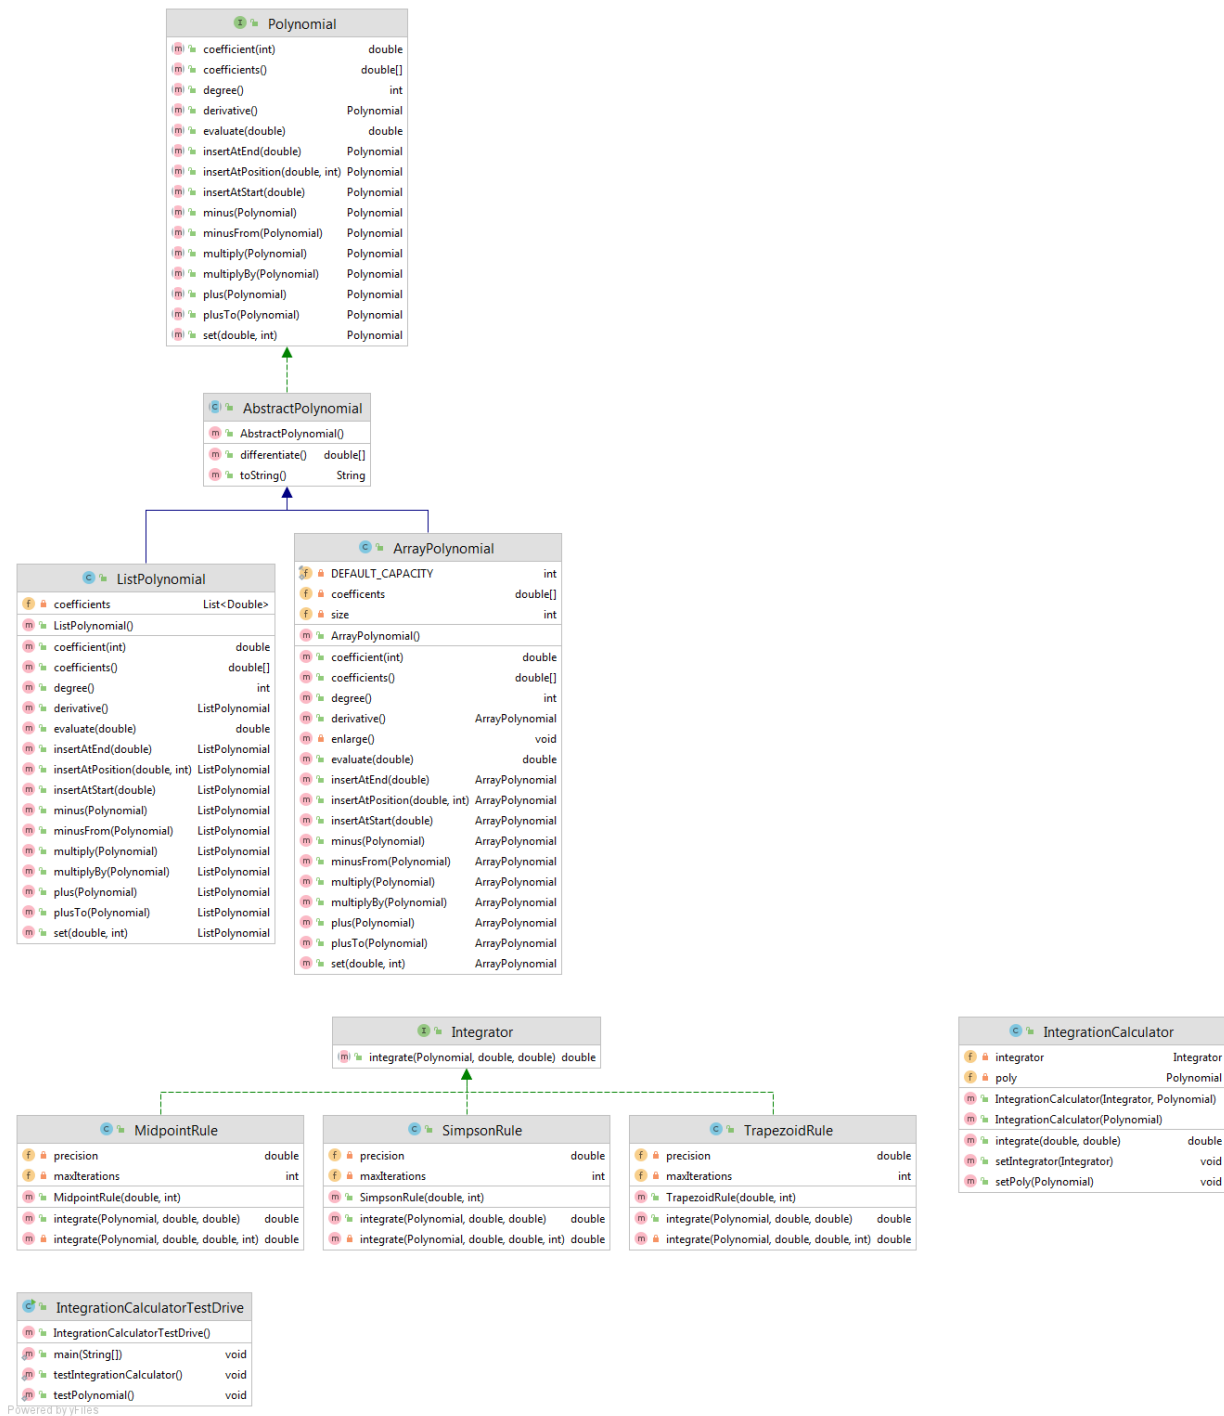 Polynomial
coefficient(int) double
coefficients() double[]
degree() int
derivative() Polynomial
evaluate(double) double
insertAtEnd(double) Polynomial
insertAtPosition(double, int) Polynomial
insertAtStart(double) Polynomial
minus(Polynomial) Polynomial
minusFrom(Polynomial) Polynomial
multiply(Polynomial) Polynomial
multiplyBy(Polynomial) Polynomial
plus(Polynomial) Polynomial
plusTo(Polynomial) Polynomial
set(double, int) Polynomial
AbstractPolynomial
AbstractPolynomial()
differentiate() double[]
toString() String
ListPolynomial
coefficients List<Double>
ListPolynomial()
coefficient(int) double
coefficients() double[]
degree() int
derivative() ListPolynomial
evaluate(double) double
insertAtEnd(double) ListPolynomial
insertAtPosition(double, int) ListPolynomial
insertAtStart(double) ListPolynomial
minus(Polynomial) ListPolynomial
minusFrom(Polynomial) ListPolynomial
multiply(Polynomial) ListPolynomial
multiplyBy(Polynomial) ListPolynomial
plus(Polynomial) ListPolynomial
plusTo(Polynomial) ListPolynomial
set(double, int) ListPolynomial
ArrayPolynomial
DEFAULT_CAPACITY int
coefficents double[]
size int
ArrayPolynomial()
coefficient(int) double
coefficients() double[]
degree() int
derivative() ArrayPolynomial
enlarge() void
evaluate(double) double
insertAtEnd(double) ArrayPolynomial
insertAtPosition(double, int) ArrayPolynomial
insertAtStart(double) ArrayPolynomial
minus(Polynomial) ArrayPolynomial
minusFrom(Polynomial) ArrayPolynomial
multiply(Polynomial) ArrayPolynomial
multiplyBy(Polynomial) ArrayPolynomial
plus(Polynomial) ArrayPolynomial
plusTo(Polynomial) ArrayPolynomial
set(double, int) ArrayPolynomial
Integrator
integrate(Polynomial, double, double) double
IntegrationCalculator
integrator Integrator
poly Polynomial
IntegrationCalculator(Integrator, Polynomial)
IntegrationCalculator(Polynomial)
integrate(double, double) double
setIntegrator(Integrator) void
setPoly(Polynomial) void
MidpointRule
precision double
maxIterations int
MidpointRule(double, int)
integrate(Polynomial, double, double) double
integrate(Polynomial, double, double, int) double
SimpsonRule
precision double
maxIterations int
SimpsonRule(double, int)
integrate(Polynomial, double, double) double
integrate(Polynomial, double, double, int) double
TrapezoidRule
precision double
maxIterations int
TrapezoidRule(double, int)
integrate(Polynomial, double, double) double
integrate(Polynomial, double, double, int) double
IntegrationCalculatorTestDrive
IntegrationCalculatorTestDrive()
main(String[]) void
testIntegrationCalculator() void
testPolynomial() void
Powered by yFiles